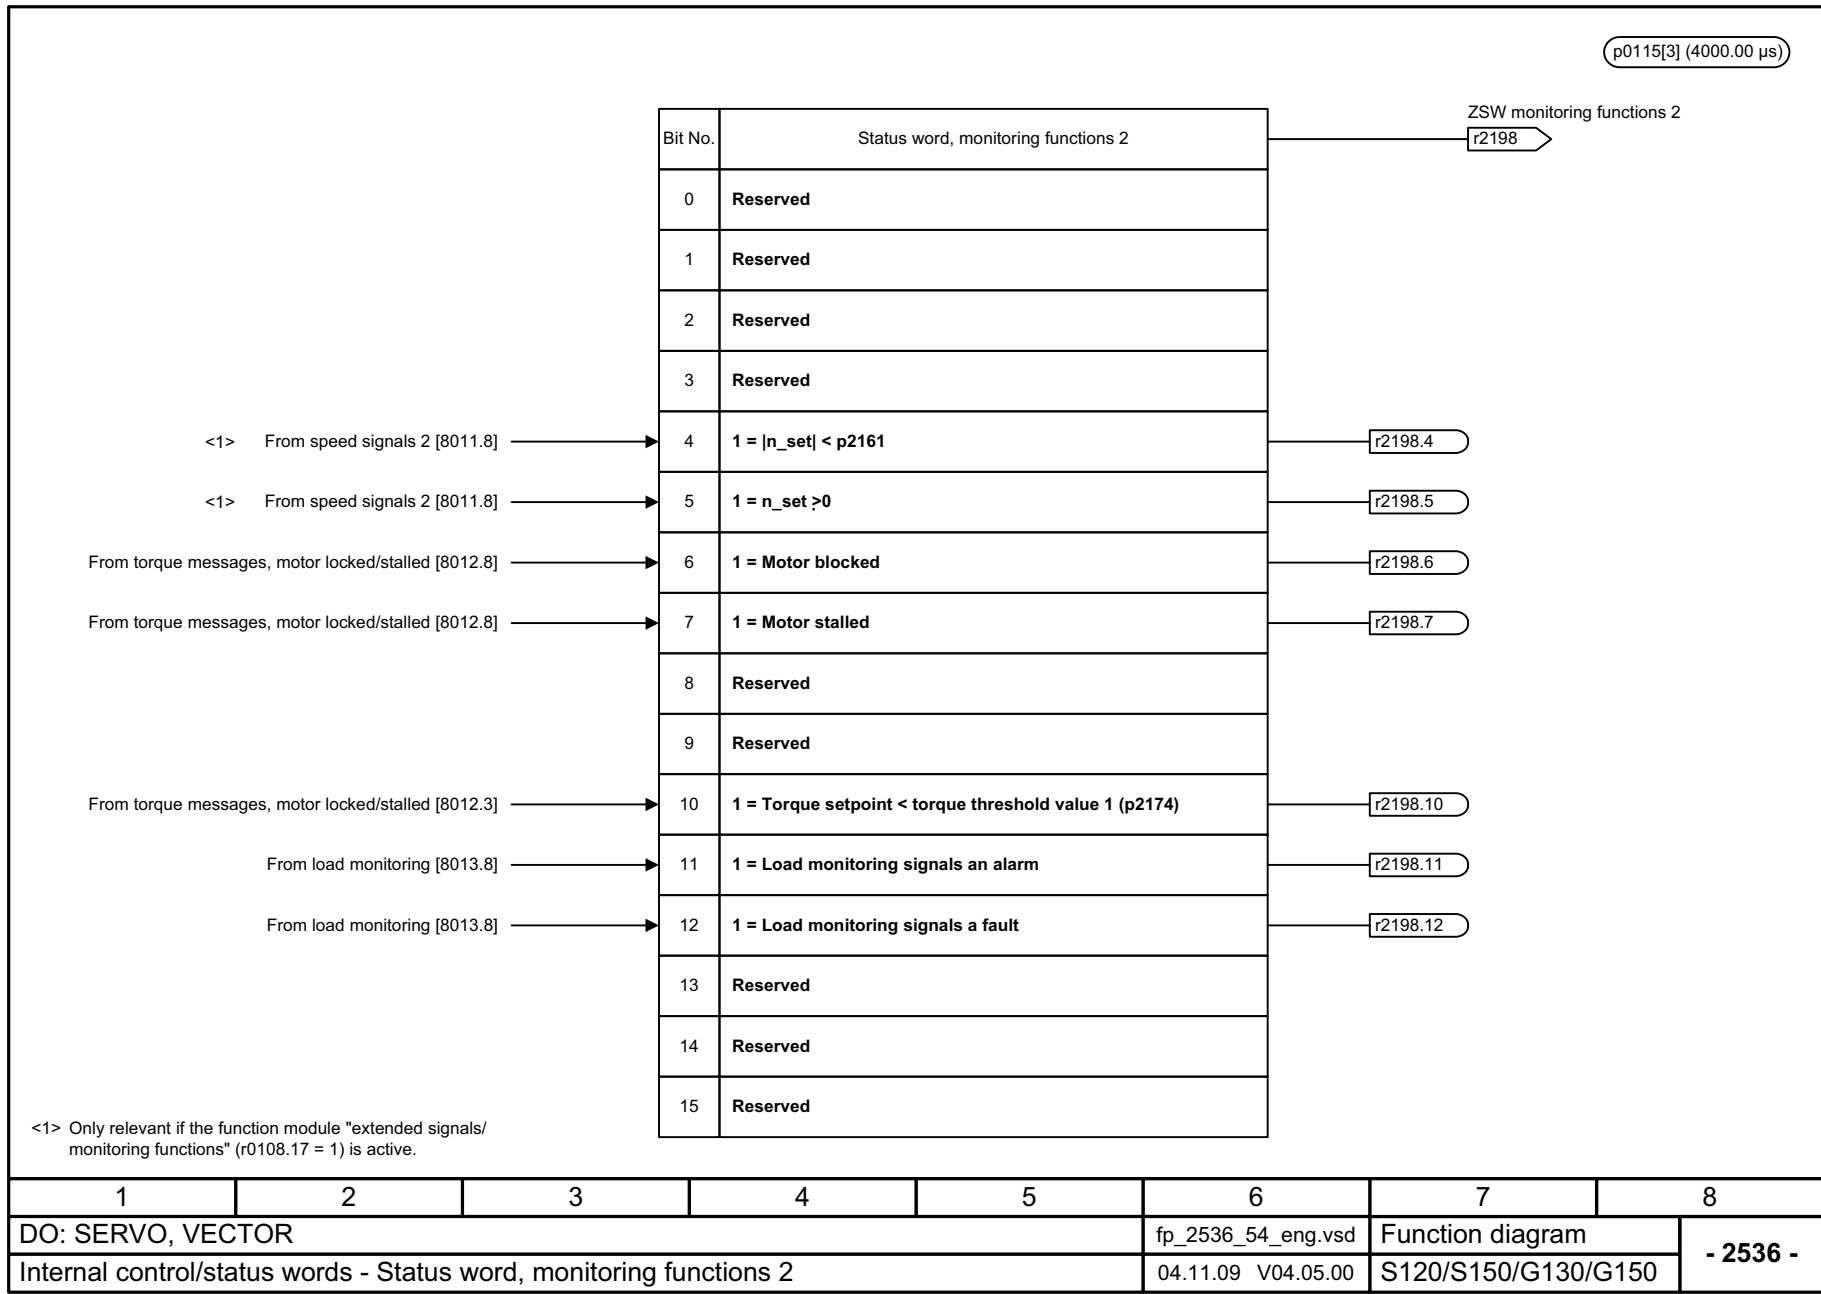 p0115[3] (4000.00 µs)
ZSW monitoring functions 2
Bit No. Status word, monitoring functions 2 r2198
0 Reserved
1 Reserved
2 Reserved
3 Reserved
<1> From speed signals 2 [8011.8] 4 1 = |n_set| < p2161 r2198.4
<1> From speed signals 2 [8011.8] 5 1 = n_set >0 r2198.5
From torque messages, motor locked/stalled [8012.8] 6 1 = Motor blocked r2198.6
From torque messages, motor locked/stalled [8012.8] 7 1 = Motor stalled r2198.7
8 Reserved
9 Reserved
From torque messages, motor locked/stalled [8012.3] 10 1 = Torque setpoint < torque threshold value 1 (p2174) r2198.10
From load monitoring [8013.8] 11 1 = Load monitoring signals an alarm r2198.11
From load monitoring [8013.8] 12 1 = Load monitoring signals a fault r2198.12
13 Reserved
14 Reserved
15 Reserved
<1> Only relevant if the function module "extended signals/
monitoring functions" (r0108.17 = 1) is active.
1 2 3 4 5 6 7 8
DO: SERVO, VECTOR fp_2536_54_eng.vsd Function diagram - 2536 -
Internal control/status words - Status word, monitoring functions 2 04.11.09 V04.05.00 S120/S150/G130/G150